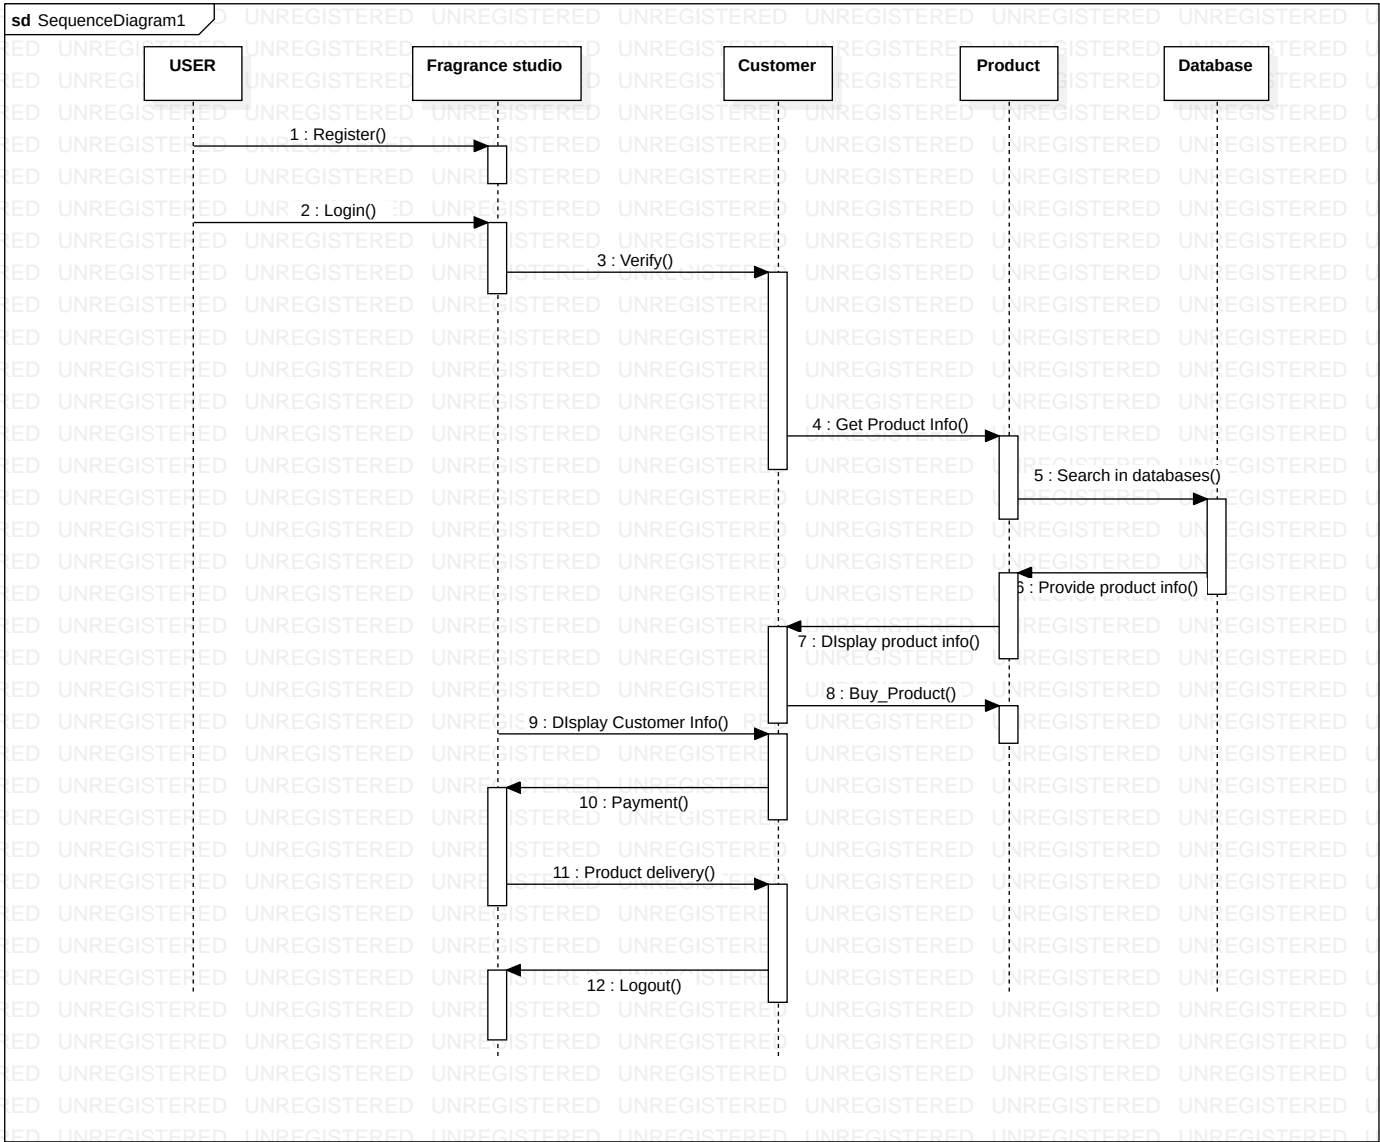 sd SequenceDiagram1
USER
Fragrance studio
Customer
Product
Database
1 : Register()
2 : Login()
3 : Verify()
4 : Get Product Info()
5 : Search in databases()
6 : Provide product info()
7 : DIsplay product info()
8 : Buy_Product()
9 : DIsplay Customer Info()
10 : Payment()
11 : Product delivery()
12 : Logout()
UNREGISTERED